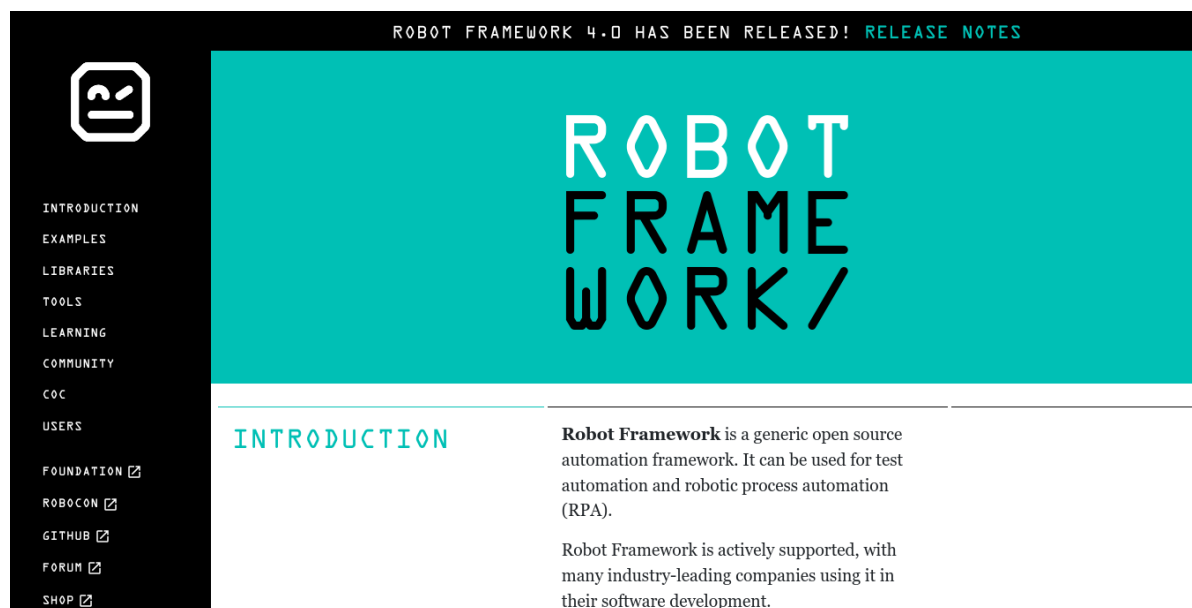 ROBOT FRAMEWORK 4.0 HAS BEEN RELEASED! RELEASE NOTES
INTRODUCTION
EXAMPLES
LIBRARIES
TOOLS
LEARNING
COMMUNITY
COC
USERS
FOUNDATION
ROBOCON
GITHUB
FORUM
SHOP
ROBOT
FRAME
WORK/
INTRODUCTION
Robot Framework is a generic open source
automation framework. It can be used for test
automation and robotic process automation
(RPA).
Robot Framework is actively supported, with
many industry-leading companies using it in
their software development.